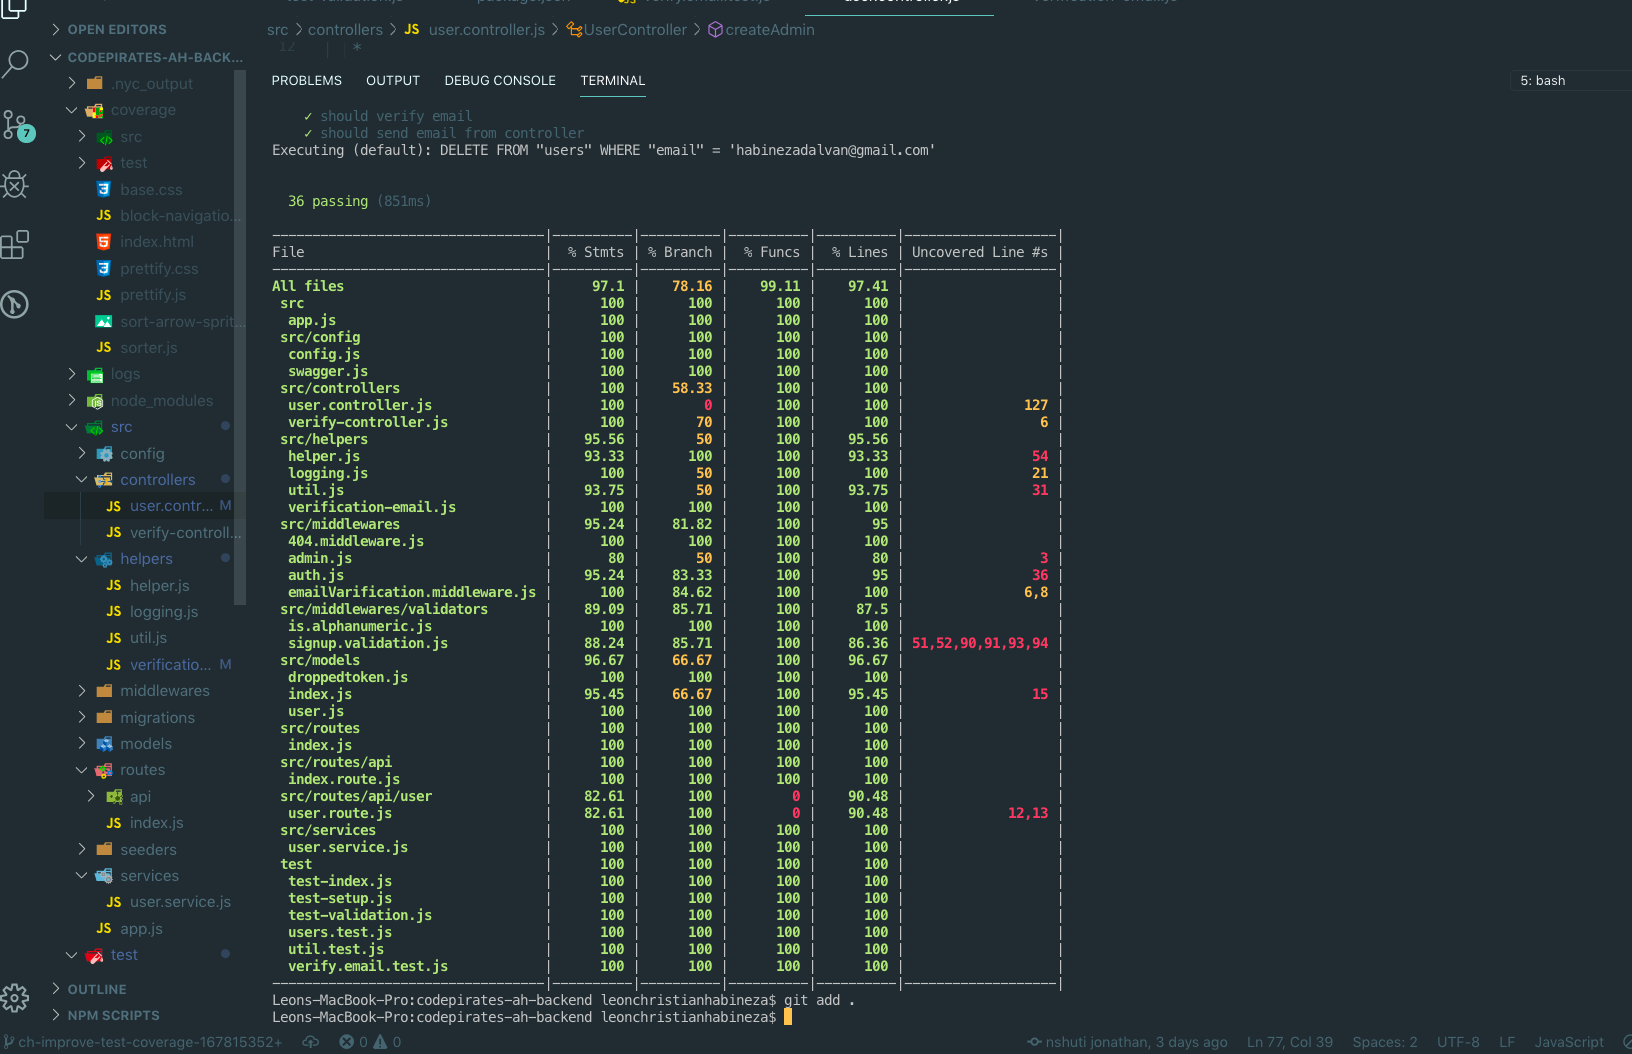 OPEN EDITORS
CODEPIRATES-AH-BACK...
.nyc_output
coverage
src
test
base.css
block-navigatio...
index.html
prettify.css
prettify.js
sort-arrow-sprit...
sorter.js
logs
node_modules
src
config
controllers
user.contr... M
verify-controll...
helpers
helper.js
logging.js
util.js
verificatio... M
middlewares
migrations
models
routes
api
index.js
seeders
services
user.service.js
app.js
test
OUTLINE
NPM SCRIPTS
7
src > controllers > JS user.controller.js > UserController > createAdmin
12 *
PROBLEMS OUTPUT DEBUG CONSOLE TERMINAL 5: bash
✓ should verify email
✓ should send email from controller
Executing (default): DELETE FROM "users" WHERE "email" = 'habinezadalvan@gmail.com'
36 passing (851ms)
File | % Stmts | % Branch | % Funcs | % Lines | Uncovered Line #s |
All files | 97.1 | 78.16 | 99.11 | 97.41 | |
src | 100 | 100 | 100 | 100 | |
app.js | 100 | 100 | 100 | 100 | |
src/config | 100 | 100 | 100 | 100 | |
config.js | 100 | 100 | 100 | 100 | |
swagger.js | 100 | 100 | 100 | 100 | |
src/controllers | 100 | 58.33 | 100 | 100 | |
user.controller.js | 100 | 0 | 100 | 100 | 127 |
verify-controller.js | 100 | 70 | 100 | 100 | 6 |
src/helpers | 95.56 | 50 | 100 | 95.56 | |
helper.js | 93.33 | 100 | 100 | 93.33 | 54 |
logging.js | 100 | 50 | 100 | 100 | 21 |
util.js | 93.75 | 50 | 100 | 93.75 | 31 |
verification-email.js | 100 | 100 | 100 | 100 | |
src/middlewares | 95.24 | 81.82 | 100 | 95 | |
404.middleware.js | 100 | 100 | 100 | 100 | |
admin.js | 80 | 50 | 100 | 80 | 3 |
auth.js | 95.24 | 83.33 | 100 | 95 | 36 |
emailVarification.middleware.js | 100 | 84.62 | 100 | 100 | 6,8 |
src/middlewares/validators | 89.09 | 85.71 | 100 | 87.5 | |
is.alphanumeric.js | 100 | 100 | 100 | 100 | |
signup.validation.js | 88.24 | 85.71 | 100 | 86.36 | 51,52,90,91,93,94 |
src/models | 96.67 | 66.67 | 100 | 96.67 | |
droppedtoken.js | 100 | 100 | 100 | 100 | |
index.js | 95.45 | 66.67 | 100 | 95.45 | 15 |
user.js | 100 | 100 | 100 | 100 | |
src/routes | 100 | 100 | 100 | 100 | |
index.js | 100 | 100 | 100 | 100 | |
src/routes/api | 100 | 100 | 100 | 100 | |
index.route.js | 100 | 100 | 100 | 100 | |
src/routes/api/user | 82.61 | 100 | 0 | 90.48 | |
user.route.js | 82.61 | 100 | 0 | 90.48 | 12,13 |
src/services | 100 | 100 | 100 | 100 | |
user.service.js | 100 | 100 | 100 | 100 | |
test | 100 | 100 | 100 | 100 | |
test-index.js | 100 | 100 | 100 | 100 | |
test-setup.js | 100 | 100 | 100 | 100 | |
test-validation.js | 100 | 100 | 100 | 100 | |
users.test.js | 100 | 100 | 100 | 100 | |
util.test.js | 100 | 100 | 100 | 100 | |
verify.email.test.js | 100 | 100 | 100 | 100 | |
Leons-MacBook-Pro:codepirates-ah-backend leonchristianhabineza$ git add .
Leons-MacBook-Pro:codepirates-ah-backend leonchristianhabineza$
ch-improve-test-coverage-167815352+ 0 0 nshuti jonathan, 3 days ago Ln 77, Col 39 Spaces: 2 UTF-8 LF JavaScript